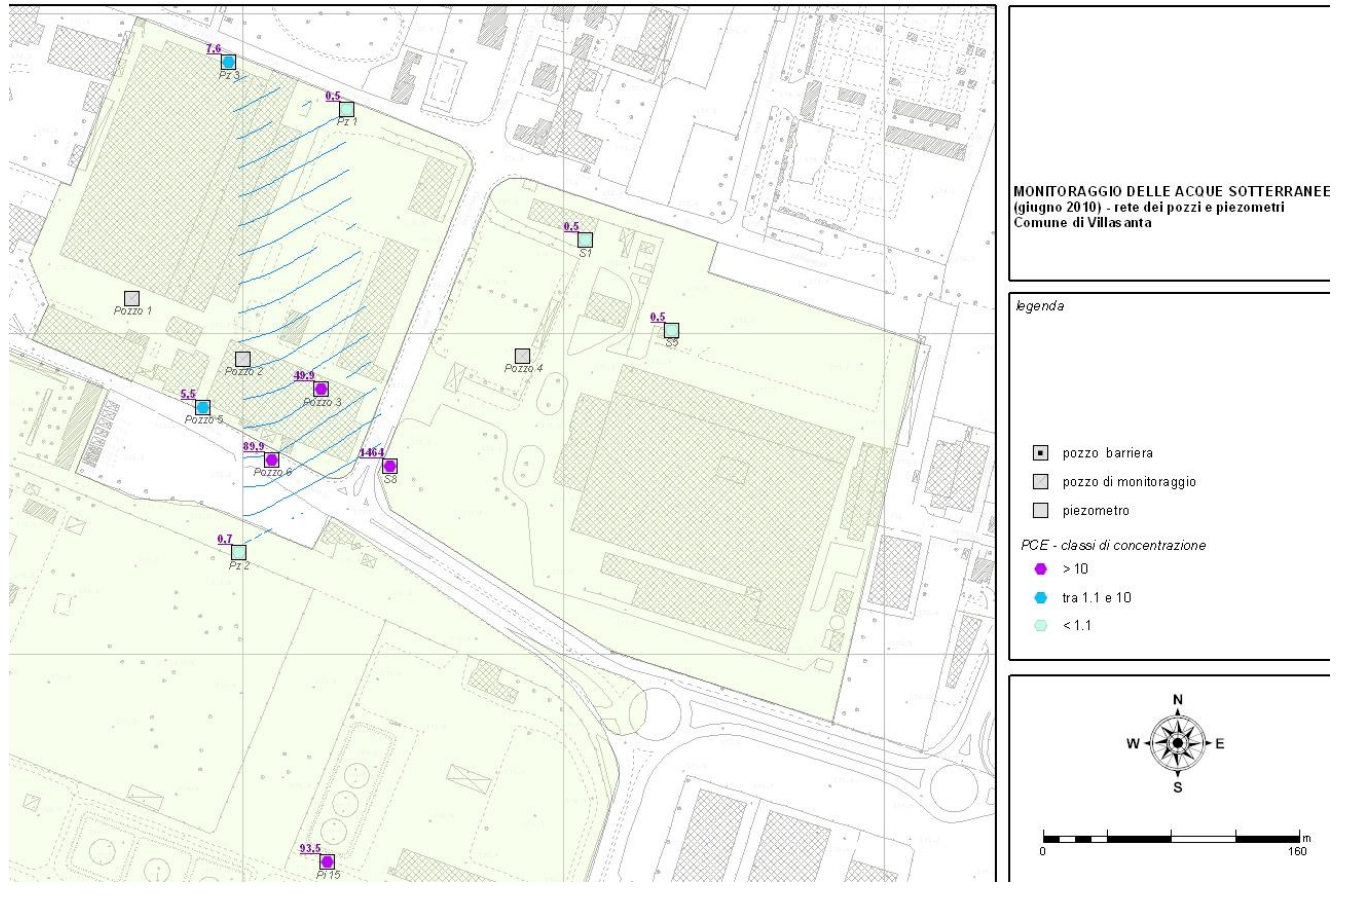 7,6
Pz 3
0,5
Pz 1
0,5
S1
Pozzo 1
0,5
S5
Pozzo 4
Pozzo 2
49,9
Pozzo 3
5,5
Pozzo 5
89,9
Pozzo 6
1464
S8
0,7
Pz 2
93,5
Pi 15
MONITORAGGIO DELLE ACQUE SOTTERRANEE
(giugno 2010) - rete dei pozzi e piezometri
Comune di Villasanta
legenda
pozzo barriera
pozzo di monitoraggio
piezometro
PCE - classi di concentrazione
> 10
tra 1.1 e 10
< 1.1
N
W
E
S
m
0
160